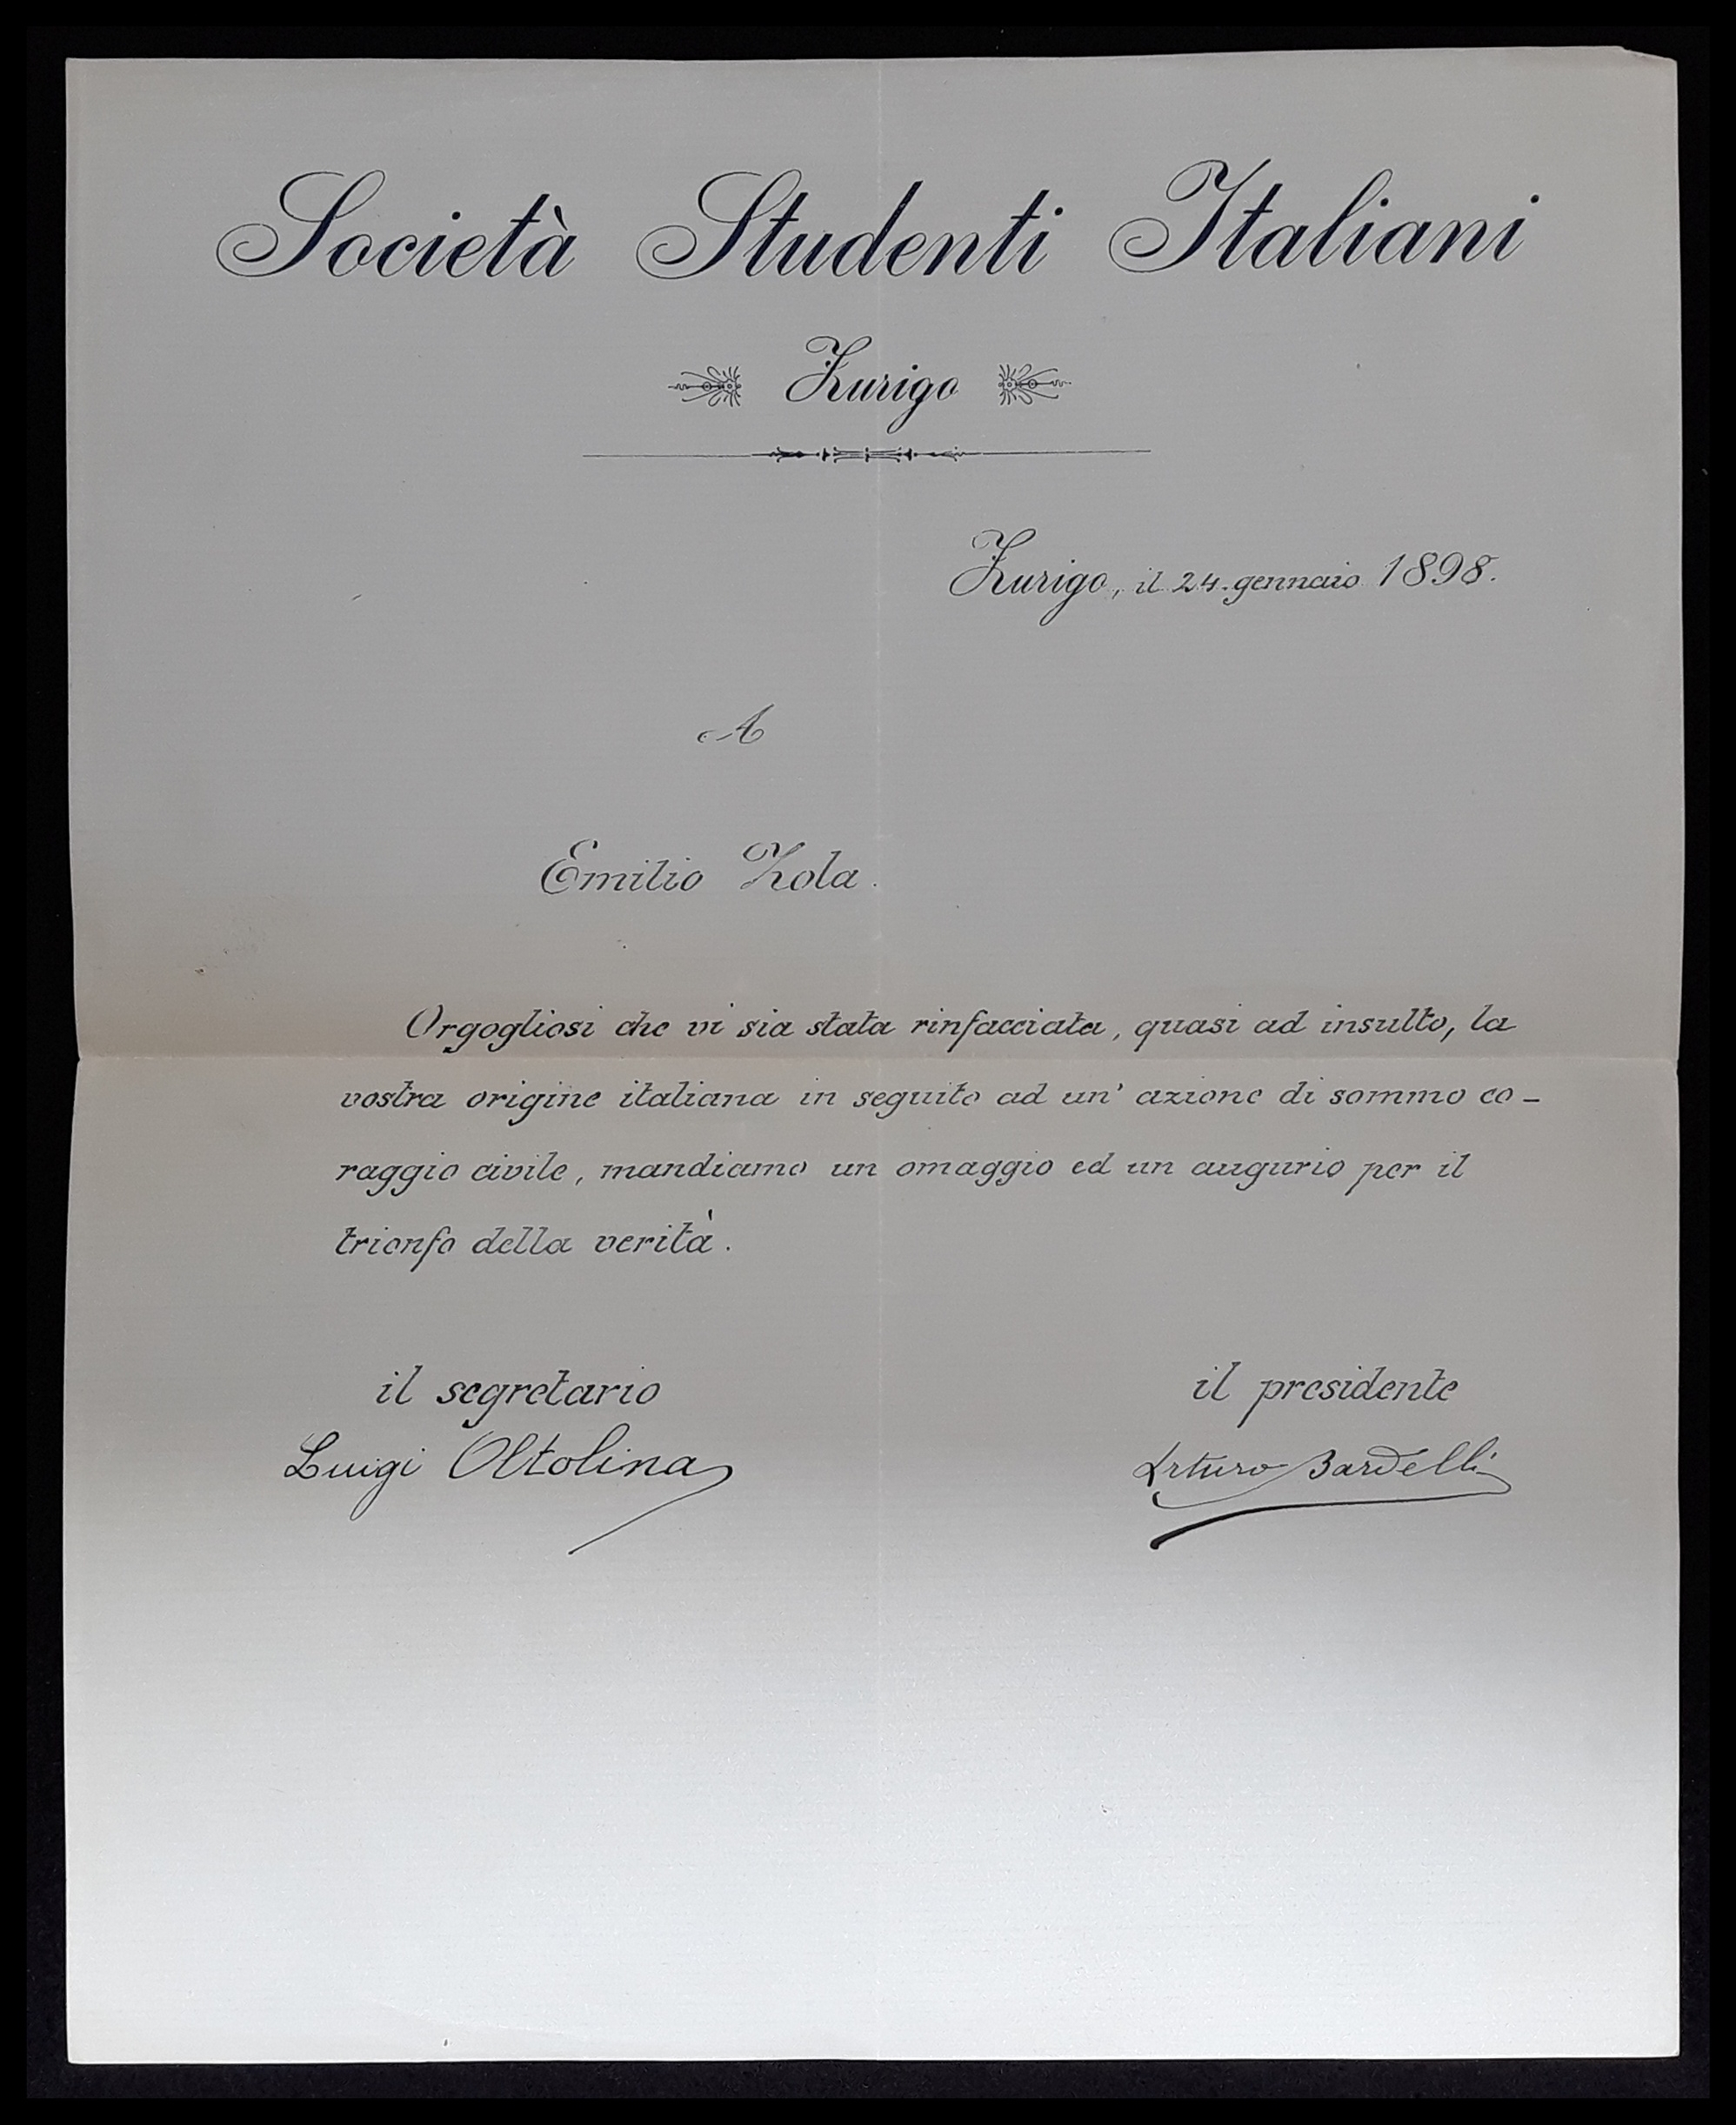 Società Studenti Italiani
Zurigo
Zurigo, il 24. gennaio 1898.
A
Emilio Zola.
Orgogliosi che vi sia stata rinfacciata, quasi ad insulto, la
vostra origine italiana in seguito ad un' azione di sommo co-
raggio civile, mandiamo un omaggio ed un augurio per il
trionfo della verità.
il segretario
Luigi Oltolina
il presidente
Arturo Bardelli